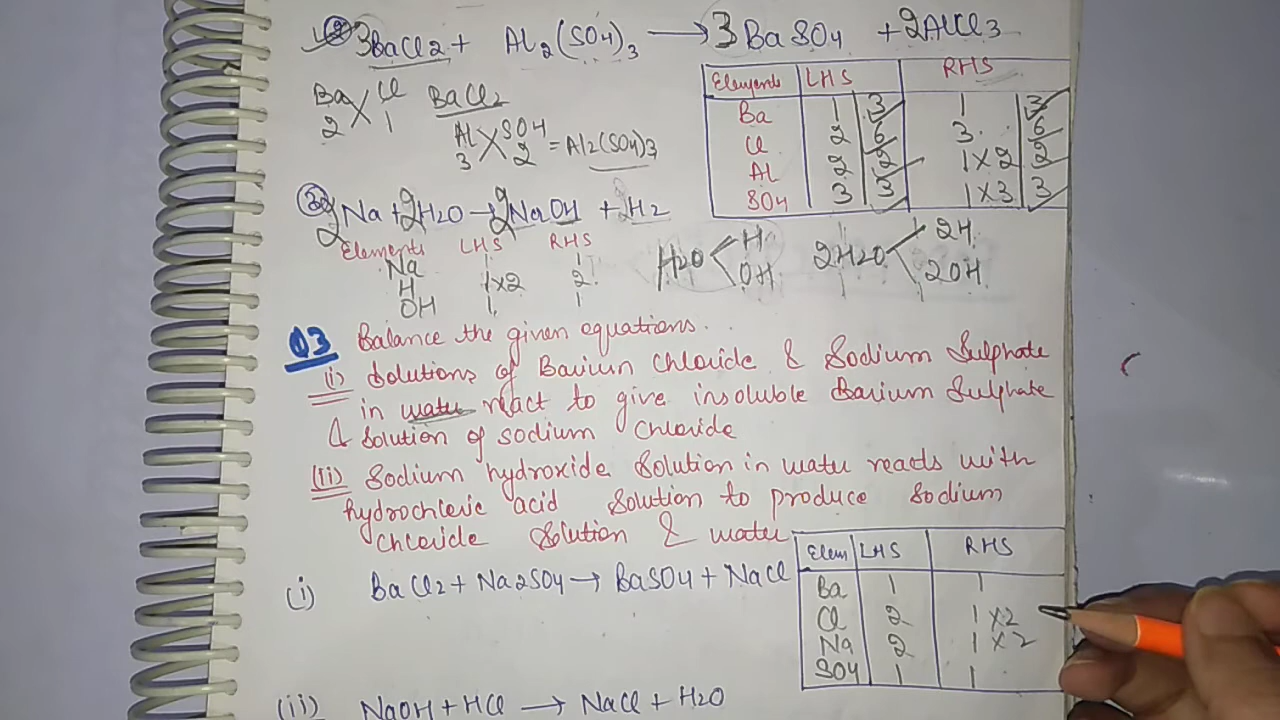 (2) 3BaCl2 + Al2(SO4)3 → 3BaSO4 + 2AlCl3
Elements LHS RHS
Ba 1 3 1 3
Cl 2 6 3 6
Al 2 2 1×2 2
SO4 3 3 1×3 3
Ba Cl BaCl2
2 1
Al SO4
3 2 = Al2(SO4)3
(3) 2Na + 2H2O → 2NaOH + H2
Elements LHS RHS
Na 1 1
H 1×2 2
OH 1 1
H2O H
OH
2H2O 2H
2OH
Q3 Balance the given equations.
(i) Solutions of Barium Chloride & Sodium Sulphate
in water react to give insoluble Barium Sulphate
& Solution of sodium Chloride
(ii) Sodium hydroxide Solution in water reacts with
hydrochloric acid Solution to produce Sodium
Chloride Solution & water
(i) BaCl2 + Na2SO4 → BaSO4 + NaCl
Elem LHS RHS
Ba 1 1
Cl 2 1×2
Na 2 1×2
SO4 1 1
(ii) NaOH + HCl → NaCl + H2O